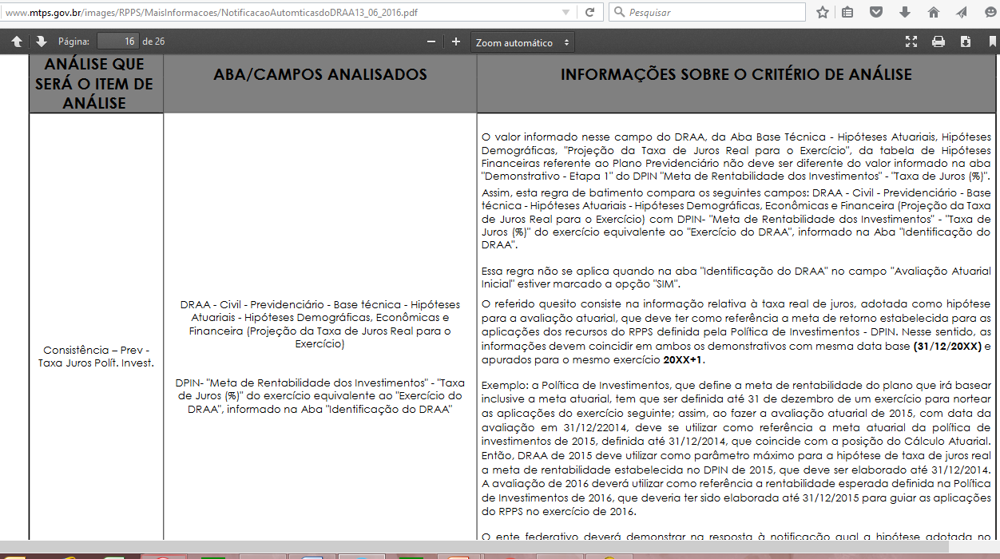 www.mtps.gov.br/images/RPPS/MaisInformacoes/NotificacaoAutomticasdoDRAA13_06_2016.pdf
Pesquisar
Página: 16 de 26
Zoom automático
ANÁLISE QUE
SERÁ O ITEM DE
ANÁLISE
ABA/CAMPOS ANALISADOS
INFORMAÇÕES SOBRE O CRITÉRIO DE ANÁLISE
Consistência – Prev -
Taxa Juros Polít. Invest.
DRAA - Civil - Previdenciário - Base técnica - Hipóteses
Atuariais - Hipóteses Demográficas, Econômicas e
Financeira (Projeção da Taxa de Juros Real para o
Exercício)
DPIN- "Meta de Rentabilidade dos Investimentos" - "Taxa
de Juros (%)" do exercício equivalente ao "Exercício do
DRAA", informado na Aba "Identificação do DRAA"
O valor informado nesse campo do DRAA, da Aba Base Técnica - Hipóteses Atuariais, Hipóteses
Demográficas, "Projeção da Taxa de Juros Real para o Exercício", da tabela de Hipóteses
Financeiras referente ao Plano Previdenciário não deve ser diferente do valor informado na aba
"Demonstrativo - Etapa 1" do DPIN "Meta de Rentabilidade dos Investimentos" - "Taxa de Juros (%)".
Assim, esta regra de batimento compara os seguintes campos: DRAA - Civil - Previdenciário - Base
técnica - Hipóteses Atuariais - Hipóteses Demográficas, Econômicas e Financeira (Projeção da Taxa
de Juros Real para o Exercício) com DPIN- "Meta de Rentabilidade dos Investimentos" - "Taxa de
Juros (%)" do exercício equivalente ao "Exercício do DRAA", informado na Aba "Identificação do
DRAA".
Essa regra não se aplica quando na aba "Identificação do DRAA" no campo "Avaliação Atuarial
Inicial" estiver marcado a opção "SIM".
O referido quesito consiste na informação relativa à taxa real de juros, adotada como hipótese
para a avaliação atuarial, que deve ter como referência a meta de retorno estabelecida para as
aplicações dos recursos do RPPS definida pela Política de Investimentos - DPIN. Nesse sentido, as
informações devem coincidir em ambos os demonstrativos com mesma data base (31/12/20XX) e
apurados para o mesmo exercício 20XX+1.
Exemplo: a Política de Investimentos, que define a meta de rentabilidade do plano que irá basear
inclusive a meta atuarial, tem que ser definida até 31 de dezembro de um exercício para nortear
as aplicações do exercício seguinte; assim, ao fazer a avaliação atuarial de 2015, com data da
avaliação em 31/12/22014, deve se utilizar como referência a meta atuarial da política de
investimentos de 2015, definida até 31/12/2014, que coincide com a posição do Cálculo Atuarial.
Então, DRAA de 2015 deve utilizar como parâmetro máximo para a hipótese de taxa de juros real
a meta de rentabilidade estabelecida no DPIN de 2015, que deve ser elaborado até 31/12/2014.
A avaliação de 2016 deverá utilizar como referência a rentabilidade esperada definida na Política
de Investimentos de 2016, que deveria ter sido elaborada até 31/12/2015 para guiar as aplicações
do RPPS no exercício de 2016.
O ente federativo deverá demonstrar na resposta à notificação qual a hipótese adotada no